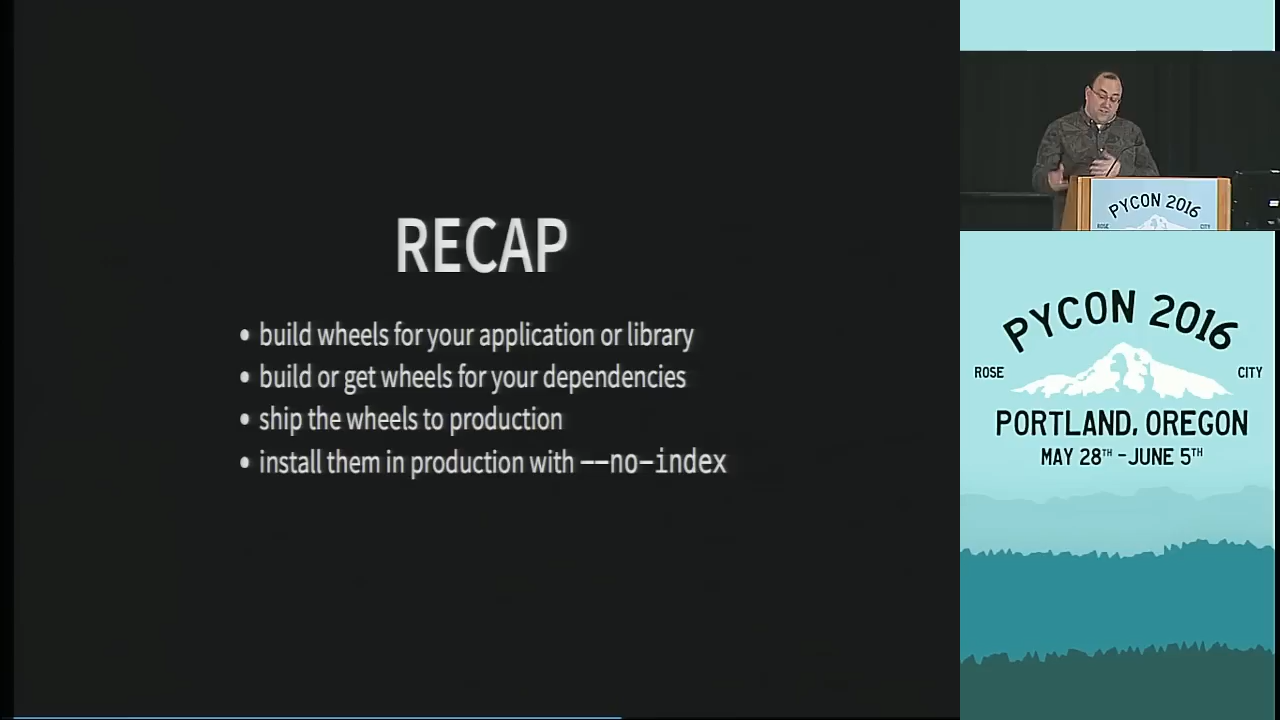 RECAP
• build wheels for your application or library
• build or get wheels for your dependencies
• ship the wheels to production
• install them in production with --no-index
PYCON 2016
ROSE
CITY
PYCON 2016
ROSE
CITY
PORTLAND, OREGON
MAY 28TH - JUNE 5TH